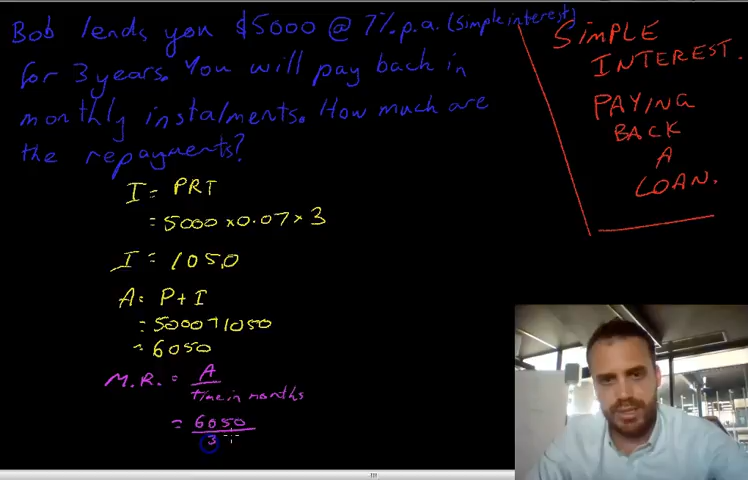 Bob lends you $5000 @ 7% p.a. (Simple interest)
for 3 years. You will pay back in
monthly instalments. How much are
the repayments?
SIMPLE
INTEREST.
PAYING
BACK
A
LOAN.
I = PRT
= 5000 × 0.07 × 3
I = 1050
A = P + I
= 5000 + 1050
= 6050
M.R. = A
time in months
= 6050
3